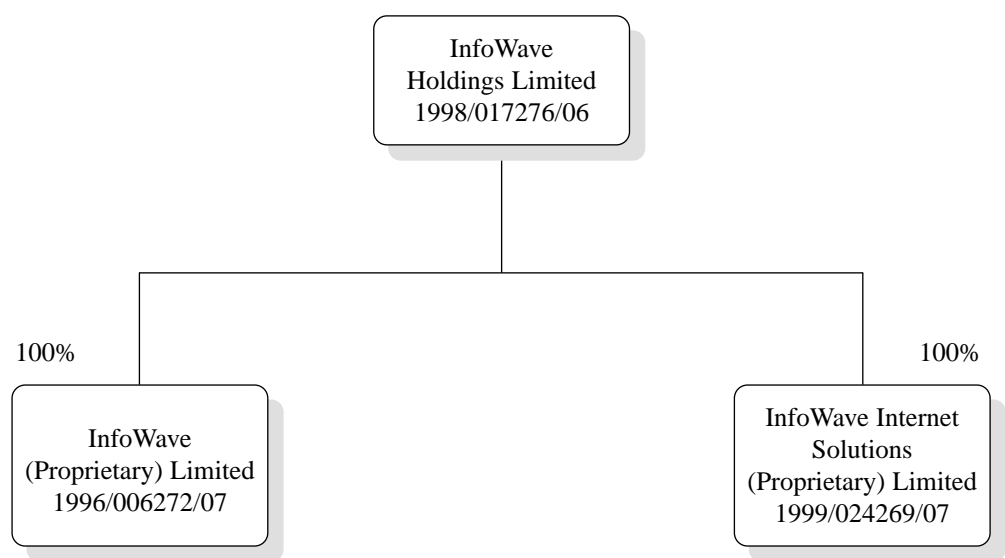 InfoWave
Holdings Limited
1998/017276/06
100%
100%
InfoWave
(Proprietary) Limited
1996/006272/07
InfoWave Internet
Solutions
(Proprietary) Limited
1999/024269/07